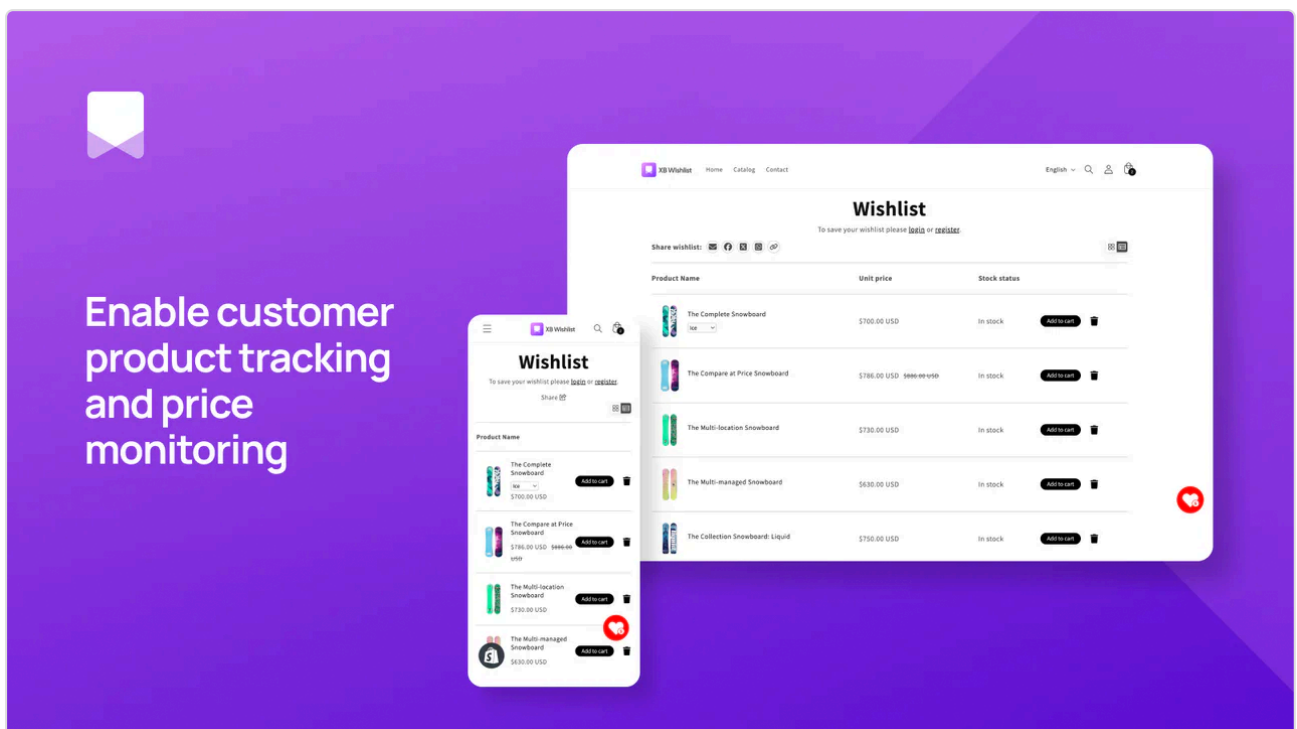 Enable customer
product tracking
and price
monitoring
XB Wishlist Home Catalog Contact English
Wishlist
To save your wishlist please login or register.
Share wishlist:
Product Name Unit price Stock status
The Complete Snowboard
Ice
$700.00 USD In stock Add to cart
The Compare at Price Snowboard $786.00 USD $886.00 USD In stock Add to cart
The Multi-location Snowboard $730.00 USD In stock Add to cart
The Multi-managed Snowboard $630.00 USD In stock Add to cart
The Collection Snowboard: Liquid $750.00 USD In stock Add to cart
XB Wishlist
Wishlist
To save your wishlist please login or register.
Share
Product Name
The Complete
Snowboard
Ice
$700.00 USD
Add to cart
The Compare at Price
Snowboard
$786.00 USD $886.00
USD
Add to cart
The Multi-location
Snowboard
$730.00 USD
Add to cart
The Multi-managed
Snowboard
$630.00 USD
Add to cart